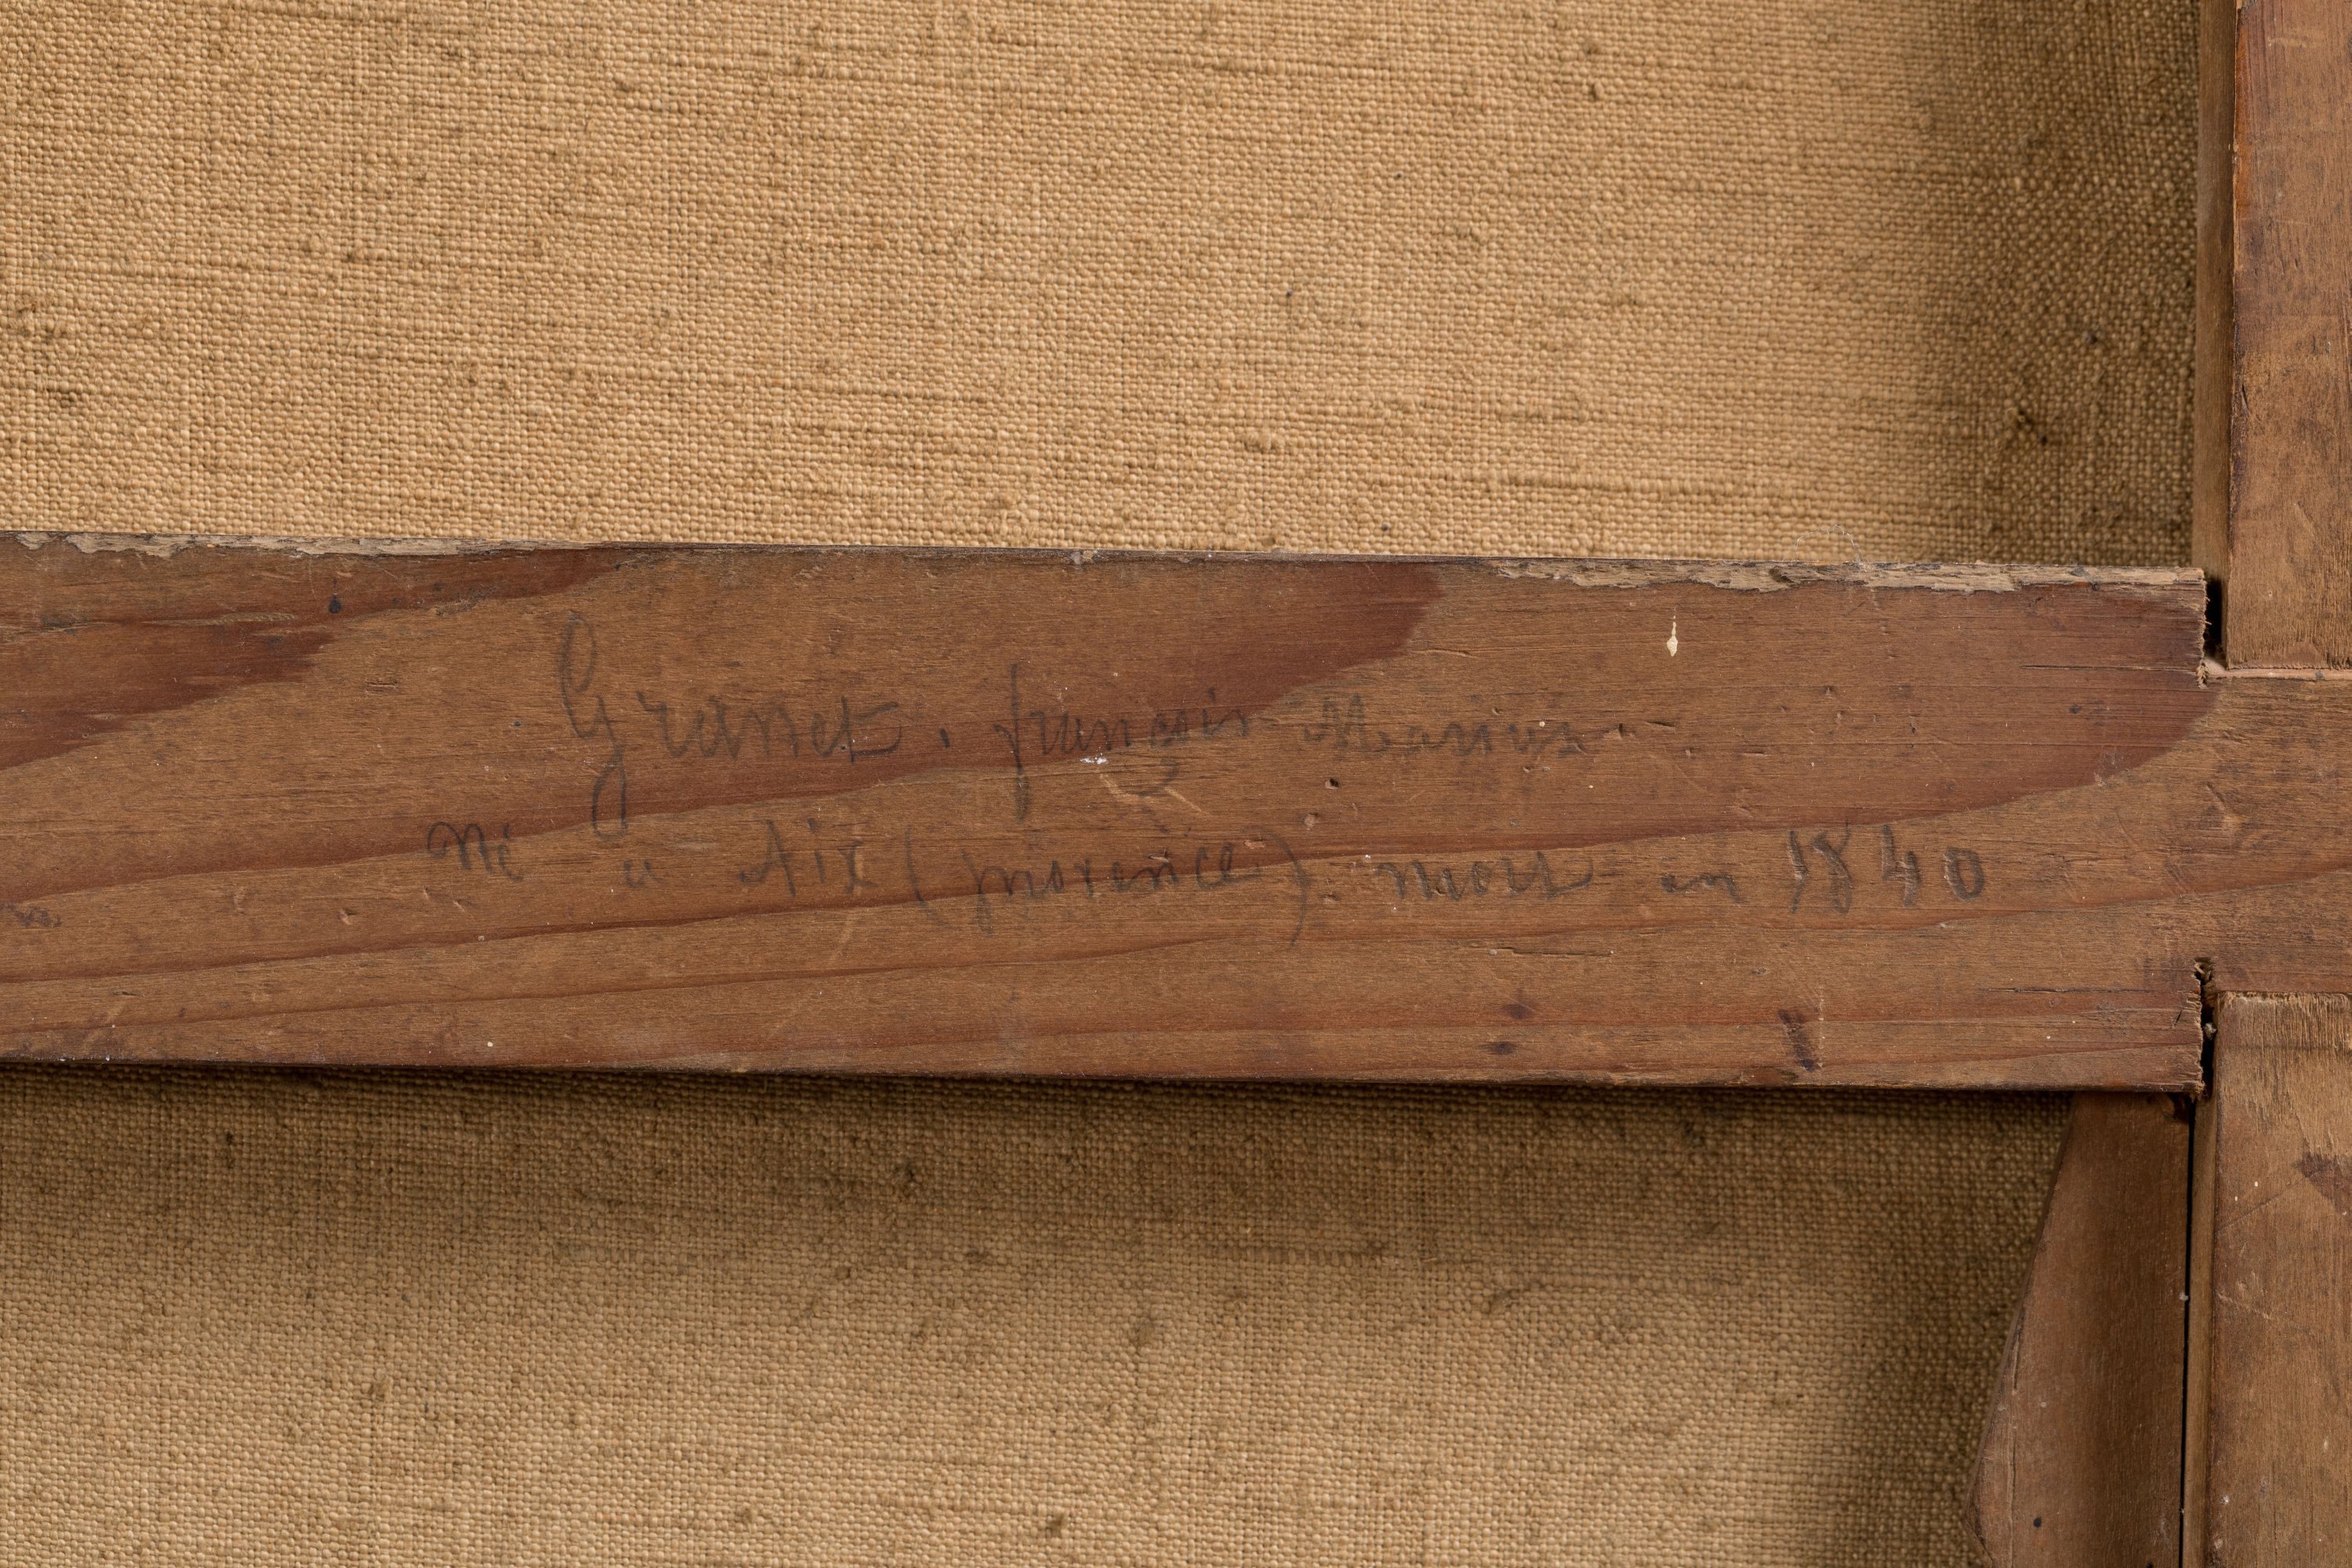 Granet. françois Marius.
Né à Aix (provence) mort en 1840